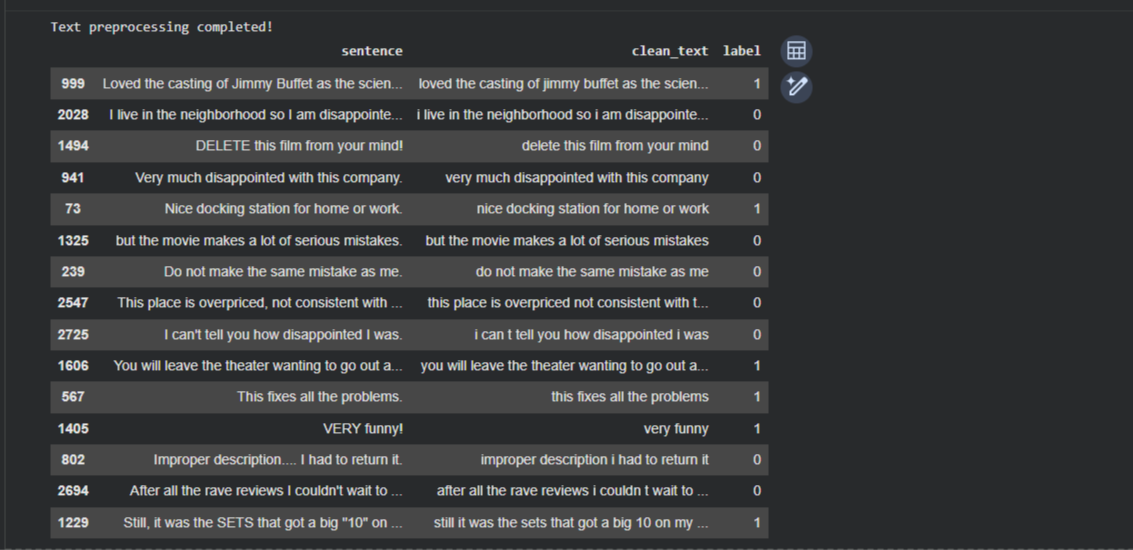 Text preprocessing completed!
sentence clean_text label
999 Loved the casting of Jimmy Buffet as the scien... loved the casting of jimmy buffet as the scien... 1
2028 I live in the neighborhood so I am disappointe... i live in the neighborhood so i am disappointe... 0
1494 DELETE this film from your mind! delete this film from your mind 0
941 Very much disappointed with this company. very much disappointed with this company 0
73 Nice docking station for home or work. nice docking station for home or work 1
1325 but the movie makes a lot of serious mistakes. but the movie makes a lot of serious mistakes 0
239 Do not make the same mistake as me. do not make the same mistake as me 0
2547 This place is overpriced, not consistent with ... this place is overpriced not consistent with t... 0
2725 I can't tell you how disappointed I was. i can t tell you how disappointed i was 0
1606 You will leave the theater wanting to go out a... you will leave the theater wanting to go out a... 1
567 This fixes all the problems. this fixes all the problems 1
1405 VERY funny! very funny 1
802 Improper description.... I had to return it. improper description i had to return it 0
2694 After all the rave reviews I couldn't wait to ... after all the rave reviews i couldn t wait to ... 0
1229 Still, it was the SETS that got a big "10" on ... still it was the sets that got a big 10 on my ... 1